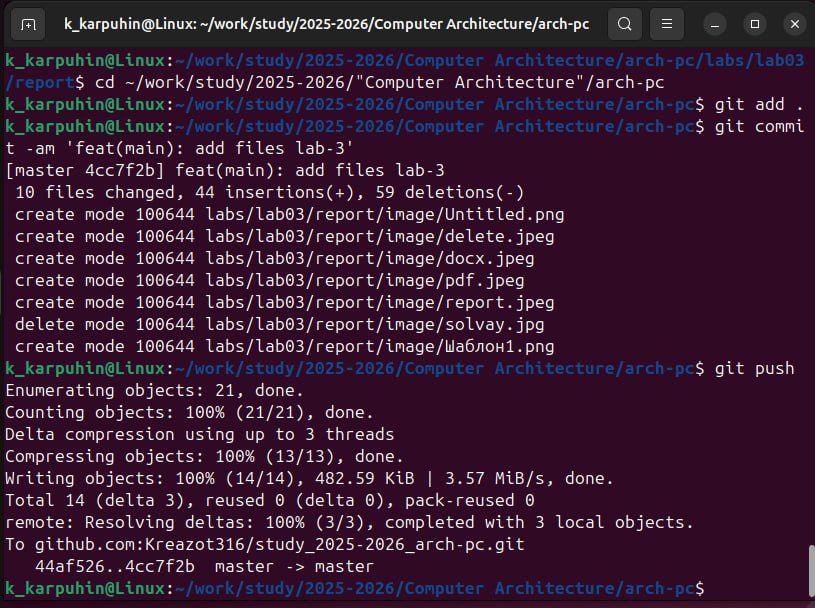 k_karpuhin@Linux: ~/work/study/2025-2026/Computer Architecture/arch-pc
k_karpuhin@Linux:~/work/study/2025-2026/Computer Architecture/arch-pc/labs/lab03
/report$ cd ~/work/study/2025-2026/"Computer Architecture"/arch-pc
k_karpuhin@Linux:~/work/study/2025-2026/Computer Architecture/arch-pc$ git add .
k_karpuhin@Linux:~/work/study/2025-2026/Computer Architecture/arch-pc$ git commi
t -am 'feat(main): add files lab-3'
[master 4cc7f2b] feat(main): add files lab-3
 10 files changed, 44 insertions(+), 59 deletions(-)
 create mode 100644 labs/lab03/report/image/Untitled.png
 create mode 100644 labs/lab03/report/image/delete.jpeg
 create mode 100644 labs/lab03/report/image/docx.jpeg
 create mode 100644 labs/lab03/report/image/pdf.jpeg
 create mode 100644 labs/lab03/report/image/report.jpeg
 delete mode 100644 labs/lab03/report/image/solvay.jpg
 create mode 100644 labs/lab03/report/image/Шаблон1.png
k_karpuhin@Linux:~/work/study/2025-2026/Computer Architecture/arch-pc$ git push
Enumerating objects: 21, done.
Counting objects: 100% (21/21), done.
Delta compression using up to 3 threads
Compressing objects: 100% (13/13), done.
Writing objects: 100% (14/14), 482.59 KiB | 3.57 MiB/s, done.
Total 14 (delta 3), reused 0 (delta 0), pack-reused 0
remote: Resolving deltas: 100% (3/3), completed with 3 local objects.
To github.com:Kreazot316/study_2025-2026_arch-pc.git
   44af526..4cc7f2b  master -> master
k_karpuhin@Linux:~/work/study/2025-2026/Computer Architecture/arch-pc$